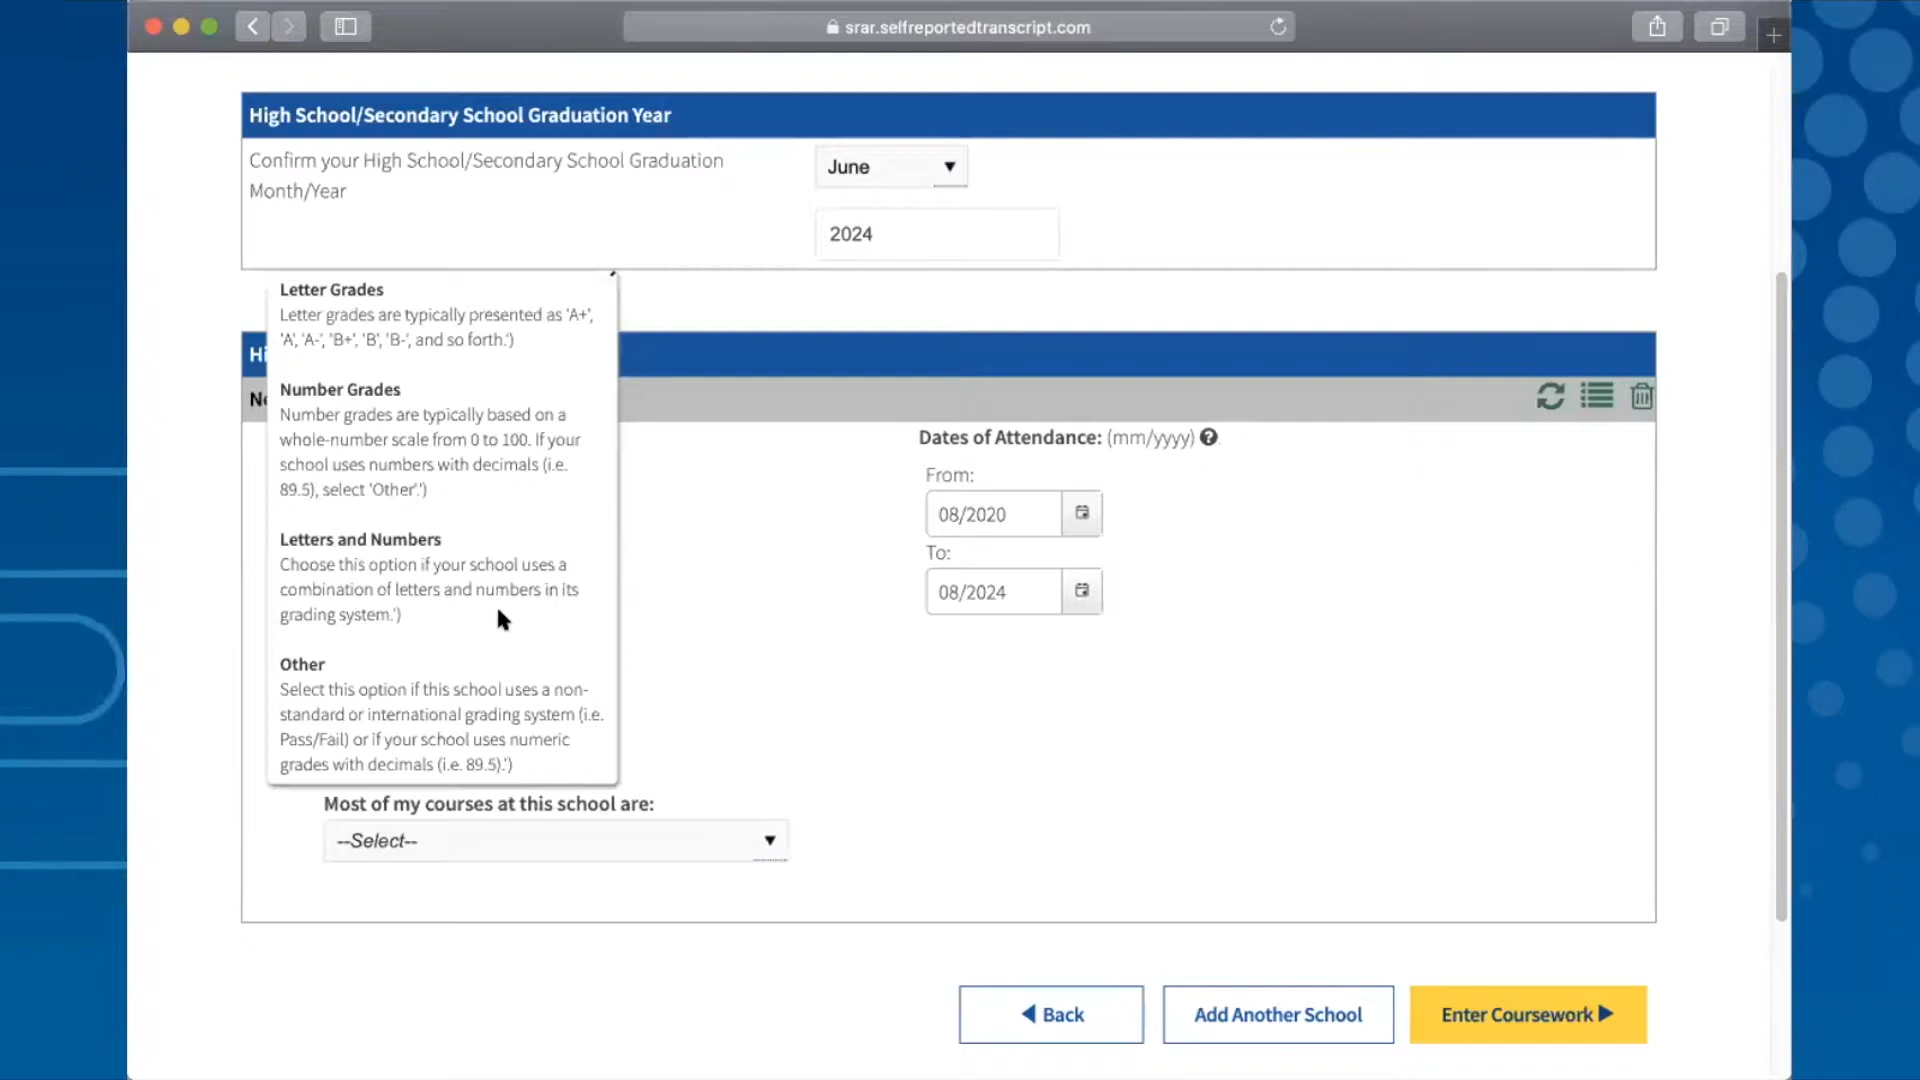 srar.selfreportedtranscript.com
High School/Secondary School Graduation Year
Confirm your High School/Secondary School Graduation
Month/Year
June
2024
Letter Grades
Letter grades are typically presented as 'A+',
'A', 'A-', 'B+', 'B', 'B-', and so forth.')
Number Grades
Number grades are typically based on a
whole-number scale from 0 to 100. If your
school uses numbers with decimals (i.e.
89.5), select 'Other'.')
Letters and Numbers
Choose this option if your school uses a
combination of letters and numbers in its
grading system.')
Other
Select this option if this school uses a non-
standard or international grading system (i.e.
Pass/Fail) or if your school uses numeric
grades with decimals (i.e. 89.5).')
Dates of Attendance: (mm/yyyy)
From:
08/2020
To:
08/2024
Most of my courses at this school are:
--Select--
Back
Add Another School
Enter Coursework